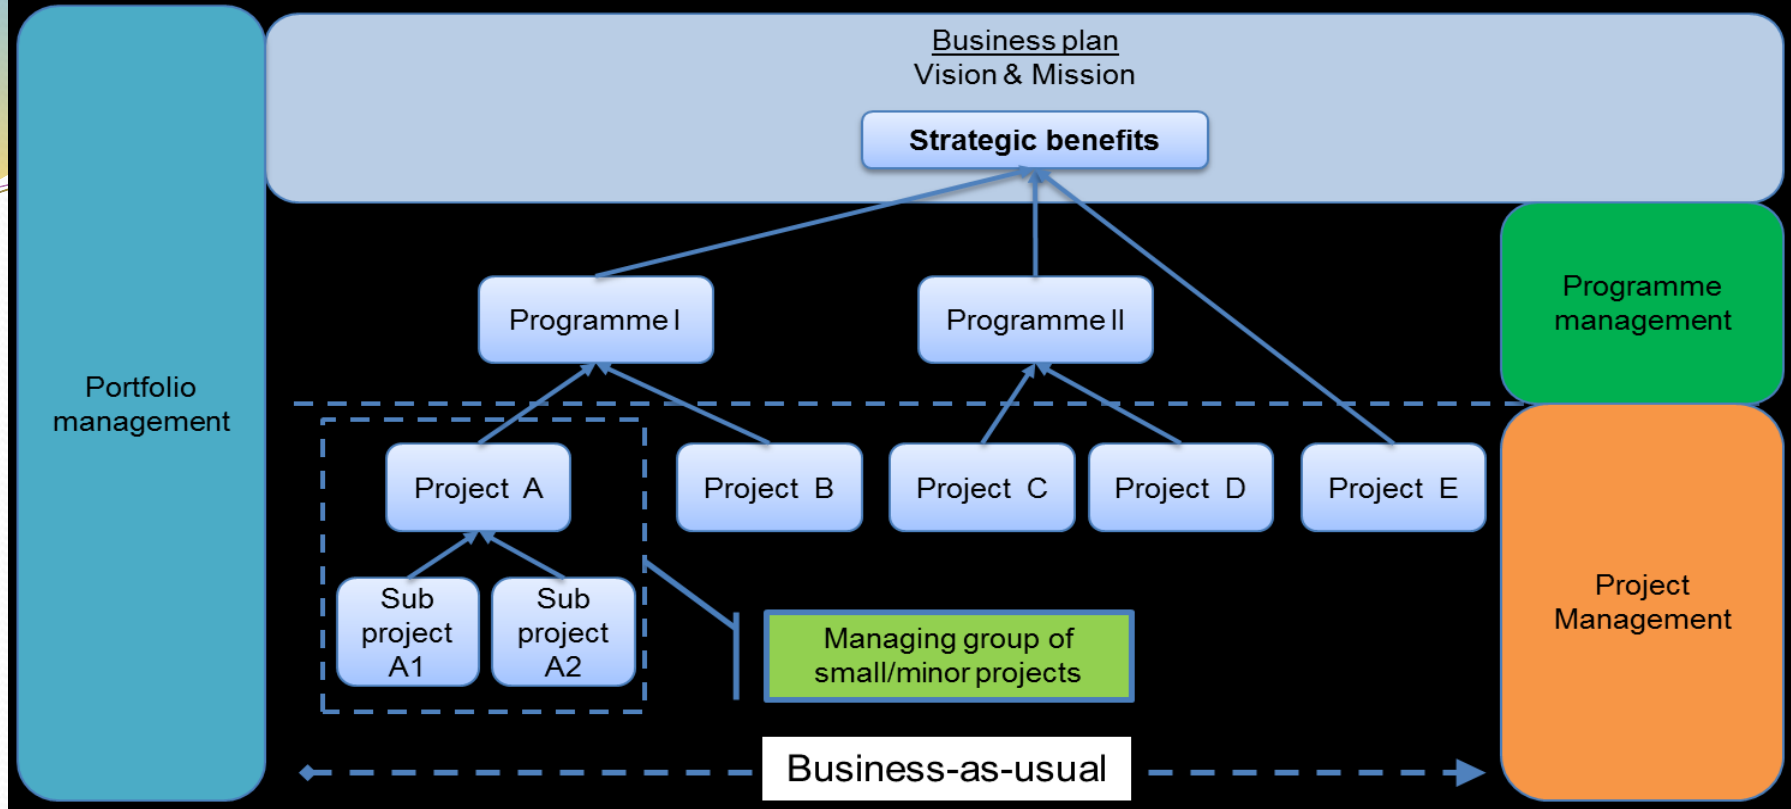 Business plan
Vision & Mission
Strategic benefits
Portfolio
management
Programme I
Programme II
Programme
management
Project A
Project B
Project C
Project D
Project E
Sub
project
A1
Sub
project
A2
Managing group of
small/minor projects
Project
Management
Business-as-usual